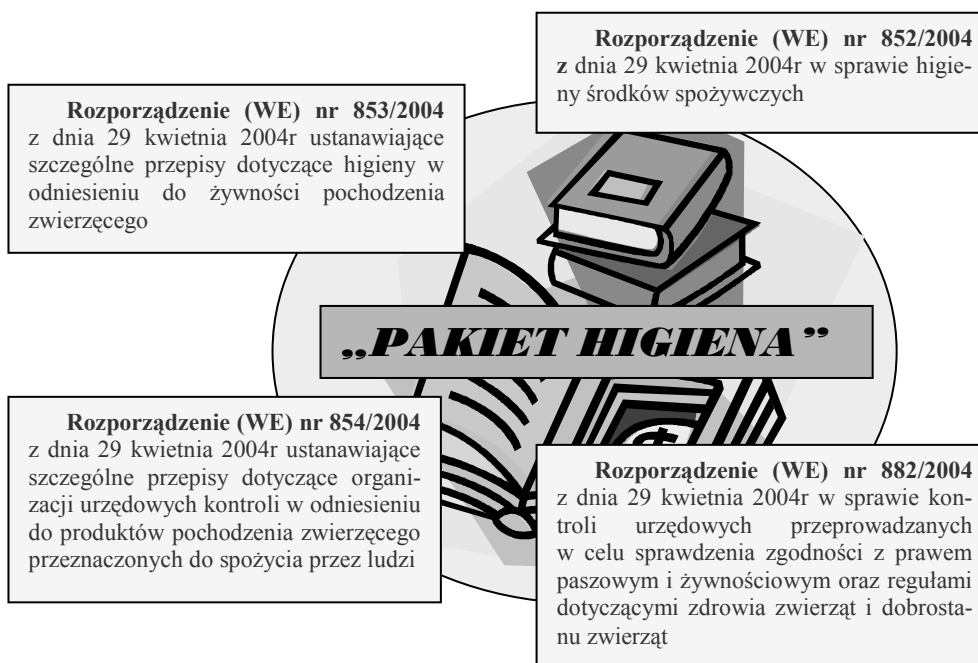 Rozporządzenie (WE) nr 852/2004
z dnia 29 kwietnia 2004r w sprawie higie-
ny środków spożywczych
Rozporządzenie (WE) nr 853/2004
z dnia 29 kwietnia 2004r ustanawiające
szczególne przepisy dotyczące higieny w
odniesieniu do żywności pochodzenia
zwierzęcego
„PAKIET HIGIENA”
Rozporządzenie (WE) nr 854/2004
z dnia 29 kwietnia 2004r ustanawiające
szczególne przepisy dotyczące organi-
zacji urzędowych kontroli w odniesieniu
do produktów pochodzenia zwierzęcego
przeznaczonych do spożycia przez ludzi
Rozporządzenie (WE) nr 882/2004
z dnia 29 kwietnia 2004r w sprawie kon-
troli urzędowych przeprowadzanych
w celu sprawdzenia zgodności z prawem
paszowym i żywnościowym oraz regułami
dotyczącymi zdrowia zwierząt i dobrosta-
nu zwierząt